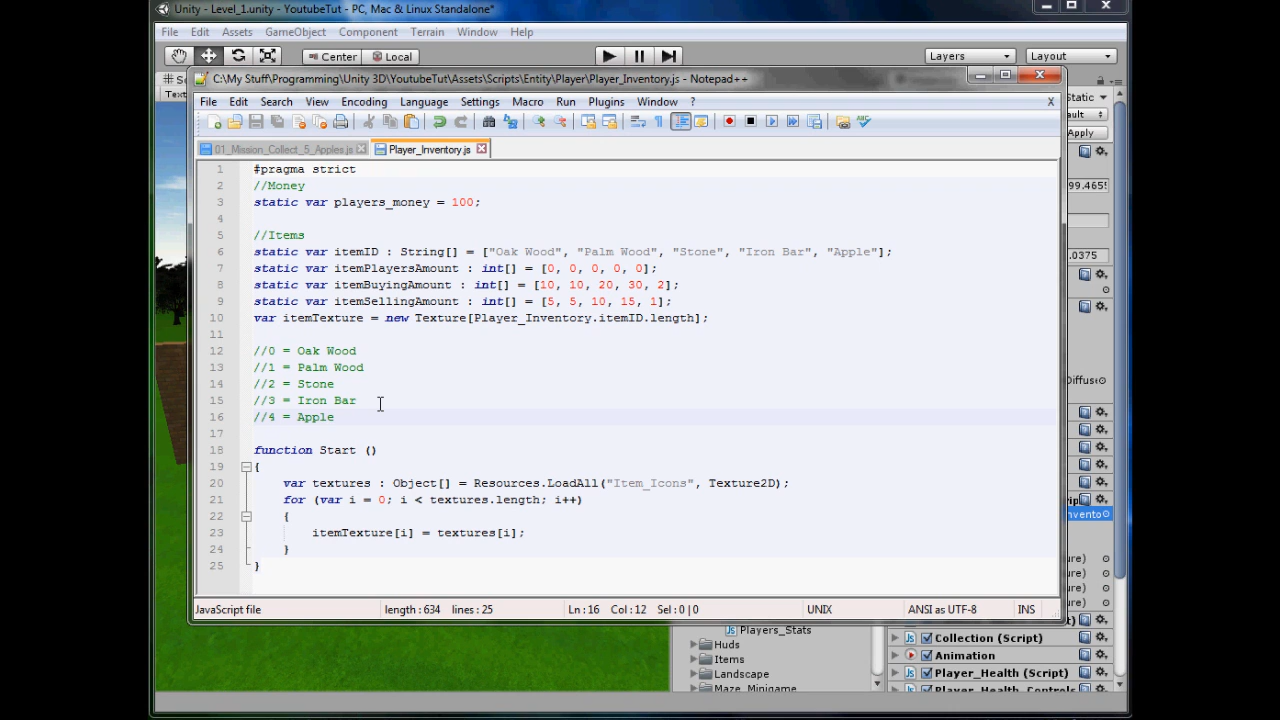 Unity - Level_1.unity - YoutubeTut - PC, Mac & Linux Standalone*
File Edit Assets GameObject Component Terrain Window Help
Center Local Layers Layout
C:\My Stuff\Programming\Unity 3D\YoutubeTut\Assets\Scripts\Entity\Player\Player_Inventory.js - Notepad++
Static
Text
File Edit Search View Encoding Language Settings Macro Run Plugins Window ? X
Apply
01_Mission_Collect_5_Apples.js Player_Inventory.js
1 #pragma strict
2 //Money
3 static var players_money = 100;
4
5 //Items
6 static var itemID : String[] = ["Oak Wood", "Palm Wood", "Stone", "Iron Bar", "Apple"];
7 static var itemPlayersAmount : int[] = [0, 0, 0, 0, 0];
8 static var itemBuyingAmount : int[] = [10, 10, 20, 30, 2];
9 static var itemSellingAmount : int[] = [5, 5, 10, 15, 1];
10 var itemTexture = new Texture[Player_Inventory.itemID.length];
11
12 //0 = Oak Wood
13 //1 = Palm Wood
14 //2 = Stone
15 //3 = Iron Bar
16 //4 = Apple
17
18 function Start ()
19 {
20 var textures : Object[] = Resources.LoadAll("Item_Icons", Texture2D);
21 for (var i = 0; i < textures.length; i++)
22 {
23 itemTexture[i] = textures[i];
24 }
25 }
99.465
.0375
Diffus
nvento
ure)
ure)
ure)
ure)
JavaScript file length : 634 lines : 25 Ln : 16 Col : 12 Sel : 0 | 0 UNIX ANSI as UTF-8 INS
Players_Stats
Huds
Items
Landscape
Maze_Minigame
Collection (Script)
Animation
Player_Health (Script)
Player_Health_Controls